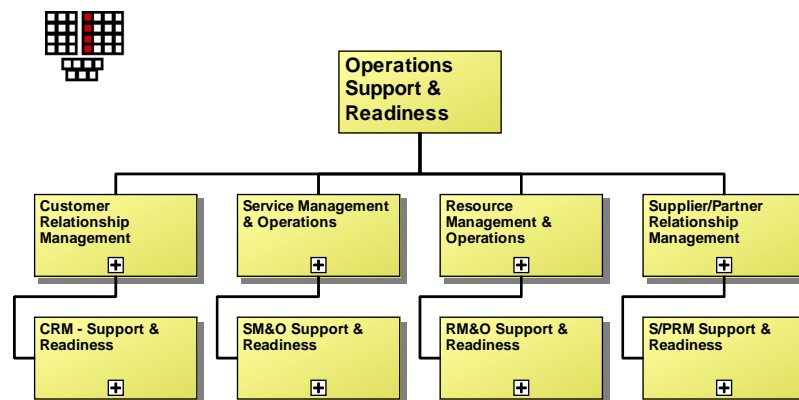 Operations
Support &
Readiness
Customer
Relationship
Management
Service Management
& Operations
Resource
Management &
Operations
Supplier/Partner
Relationship
Management
CRM - Support &
Readiness
SM&O Support &
Readiness
RM&O Support &
Readiness
S/PRM Support &
Readiness